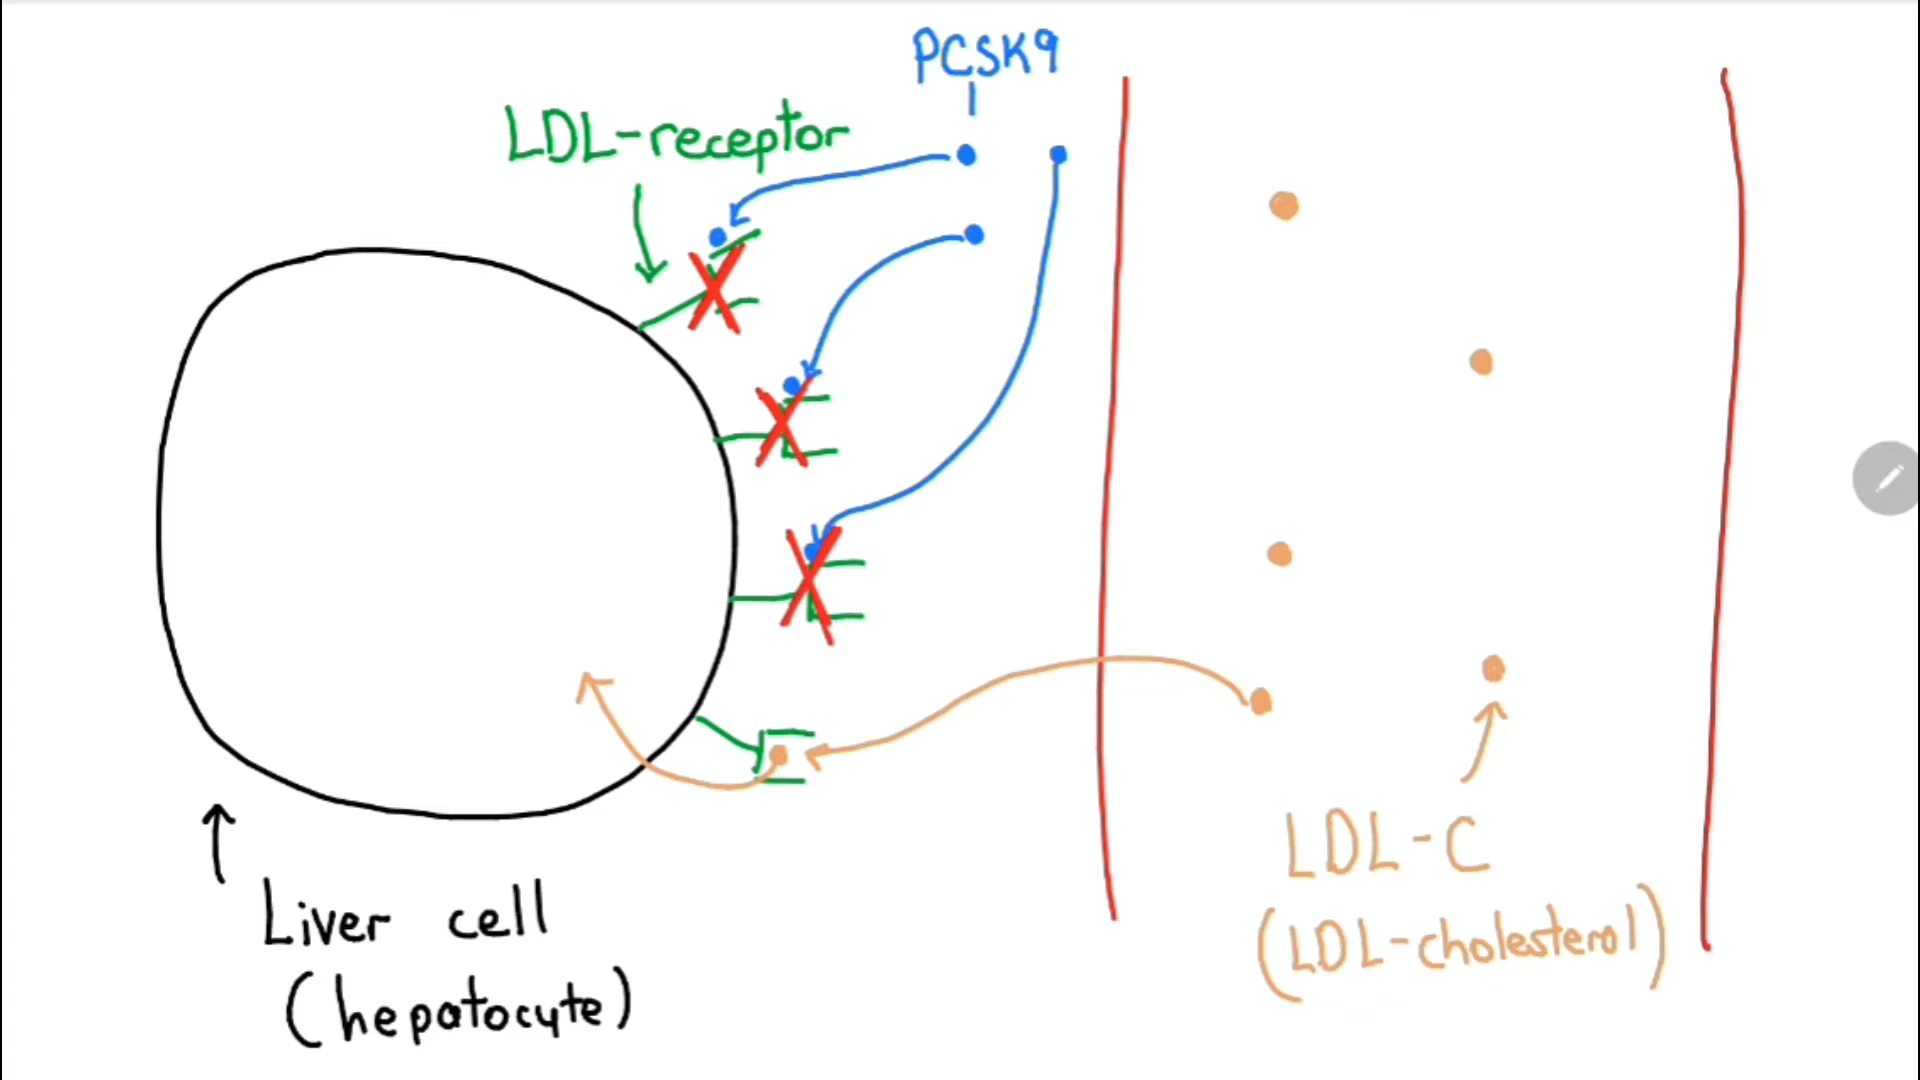 PCSK9
LDL-receptor
LDL-C
(LDL-cholesterol)
Liver cell
(hepatocyte)